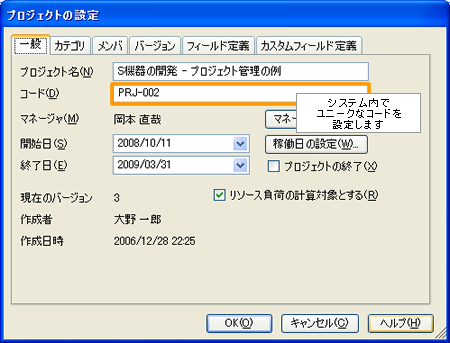 プロジェクトの設定
一般 カテゴリ メンバ バージョン フィールド定義 カスタムフィールド定義
プロジェクト名(N) S機器の開発 - プロジェクト管理の例
コード(D) PRJ-002
システム内で
ユニークなコードを
設定します
マネージャ(M) 岡本 直哉 マネー
開始日(S) 2008/10/11 稼働日の設定(W)...
終了日(E) 2009/03/31 プロジェクトの終了(X)
現在のバージョン 3 リソース負荷の計算対象とする(R)
作成者 大野 一郎
作成日時 2006/12/28 22:25
OK(O) キャンセル(C) ヘルプ(H)